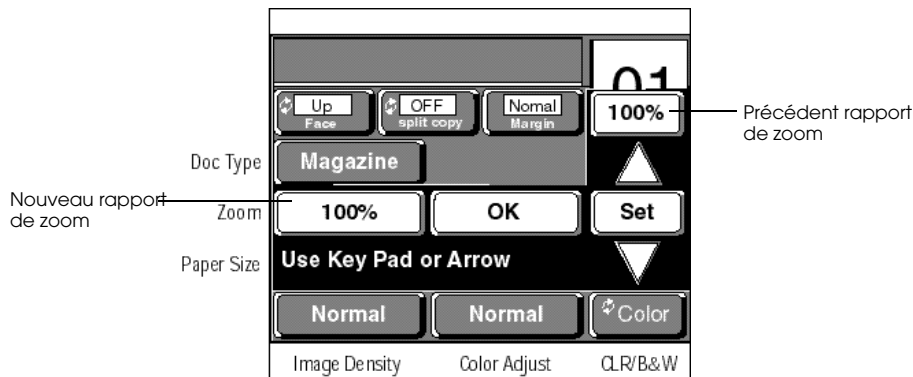 01
Up
Face
OFF
split copy
Nomal
Margin
100%
Précédent rapport
de zoom
Doc Type
Magazine
Nouveau rapport
de zoom
Zoom
100%
OK
Set
Paper Size
Use Key Pad or Arrow
Normal
Normal
Color
Image Density
Color Adjust
CLR/B&W